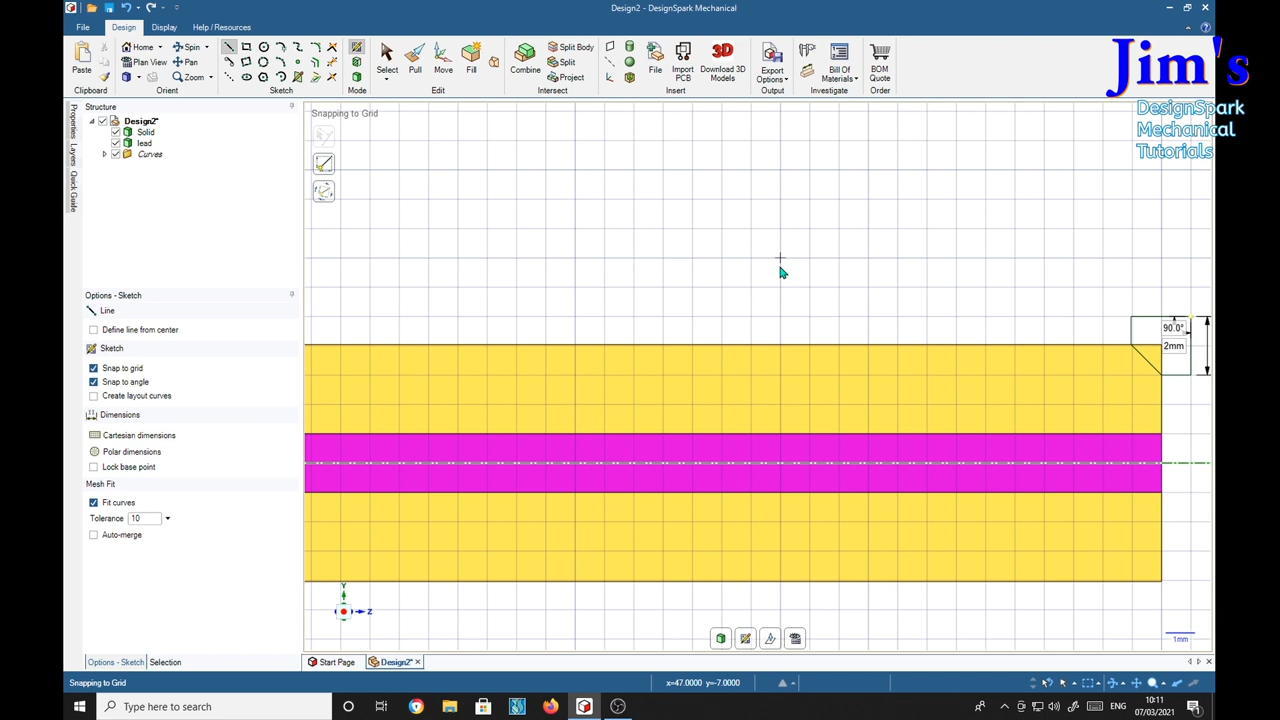 Design2 - DesignSpark Mechanical
File
Design
Display
Help / Resources
Paste
Home
Plan View
Spin
Pan
Zoom
Select
Pull
Move
Fill
Combine
Split Body
Split
Project
File
Import
PCB
Download 3D
Models
Export
Options
Bill Of
Materials
BOM
Quote
Clipboard
Orient
Sketch
Mode
Edit
Intersect
Insert
Output
Investigate
Order
Jim's
DesignSpark
Mechanical
Tutorials
Structure
Design2*
Solid
lead
Curves
Properties
Layers
Quick Guide
Snapping to Grid
Options - Sketch
Line
Define line from center
Sketch
Snap to grid
Snap to angle
Create layout curves
Dimensions
Cartesian dimensions
Polar dimensions
Lock base point
Mesh Fit
Fit curves
Tolerance 10
Auto-merge
90.0°
2mm
Y
Z
1mm
Options - Sketch
Selection
Start Page
Design2*
Snapping to Grid
x=47.0000 y=-7.0000
Type here to search
ENG
10:11
07/03/2021